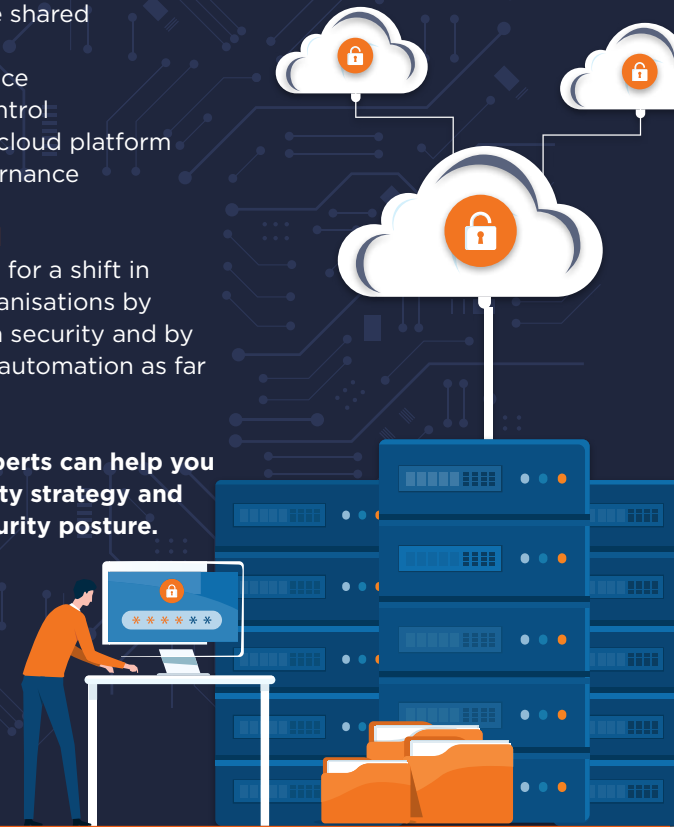 e shared
ce
ntrol
cloud platform
ernance
for a shift in
anisations by
n security and by
automation as far
perts can help you
ty strategy and
urity posture.
* * * * * * *